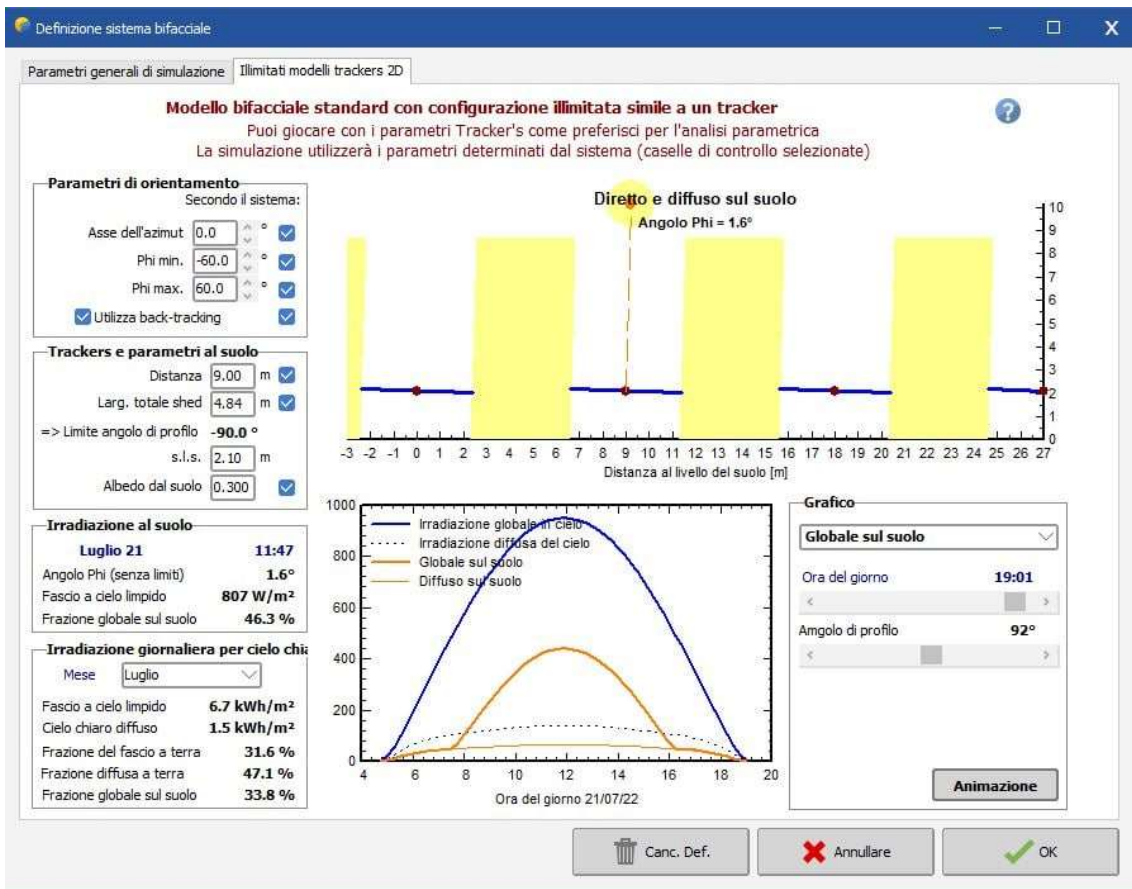 Definizione sistema bifacciale
Parametri generali di simulazione Illimitati modelli trackers 2D
Modello bifacciale standard con configurazione illimitata simile a un tracker
Puoi giocare con i parametri Tracker's come preferisci per l'analisi parametrica
La simulazione utilizzerà i parametri determinati dal sistema (caselle di controllo selezionate)
Parametri di orientamento
Secondo il sistema:
Asse dell'azimut 0.0 °
Phi min. -60.0 °
Phi max. 60.0 °
Utilizza back-tracking
Trackers e parametri al suolo
Distanza 9.00 m
Larg. totale shed 4.84 m
=> Limite angolo di profilo -90.0 °
s.l.s. 2.10 m
Albedo dal suolo 0.300
Irradiazione al suolo
Luglio 21 11:47
Angolo Phi (senza limiti) 1.6°
Fascio a cielo limpido 807 W/m²
Frazione globale sul suolo 46.3 %
Irradiazione giornaliera per cielo chia
Mese Luglio
Fascio a cielo limpido 6.7 kWh/m²
Cielo chiaro diffuso 1.5 kWh/m²
Frazione del fascio a terra 31.6 %
Frazione diffusa a terra 47.1 %
Frazione globale sul suolo 33.8 %
Diretto e diffuso sul suolo
Angolo Phi = 1.6°
10
9
8
7
6
5
4
3
2
1
0
-3 -2 -1 0 1 2 3 4 5 6 7 8 9 10 11 12 13 14 15 16 17 18 19 20 21 22 23 24 25 26 27
Distanza al livello del suolo [m]
1000
800
600
400
200
0
Irradiazione globale in cielo
Irradiazione diffusa del cielo
Globale sul suolo
Diffuso sul suolo
4 6 8 10 12 14 16 18 20
Ora del giorno 21/07/22
Grafico
Globale sul suolo
Ora del giorno 19:01
Amgolo di profilo 92°
Animazione
Canc. Def. Annullare OK